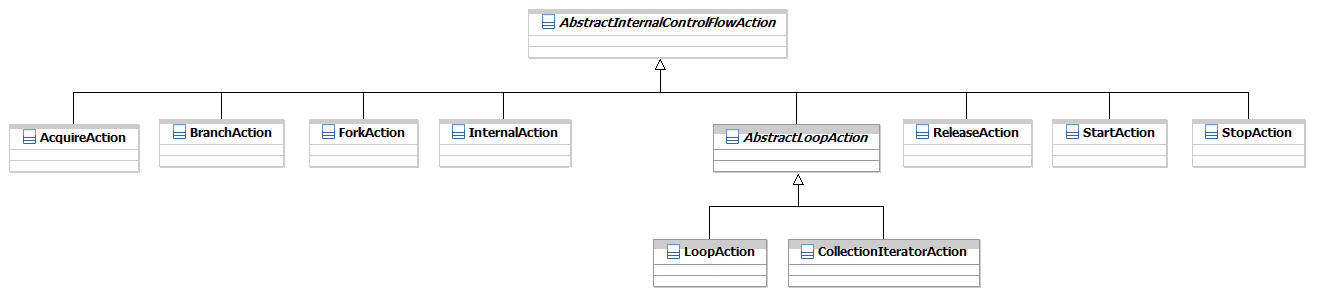 AbstractInternalControlFlowAction
AcquireAction
BranchAction
ForkAction
InternalAction
AbstractLoopAction
ReleaseAction
StartAction
StopAction
LoopAction
CollectionIteratorAction